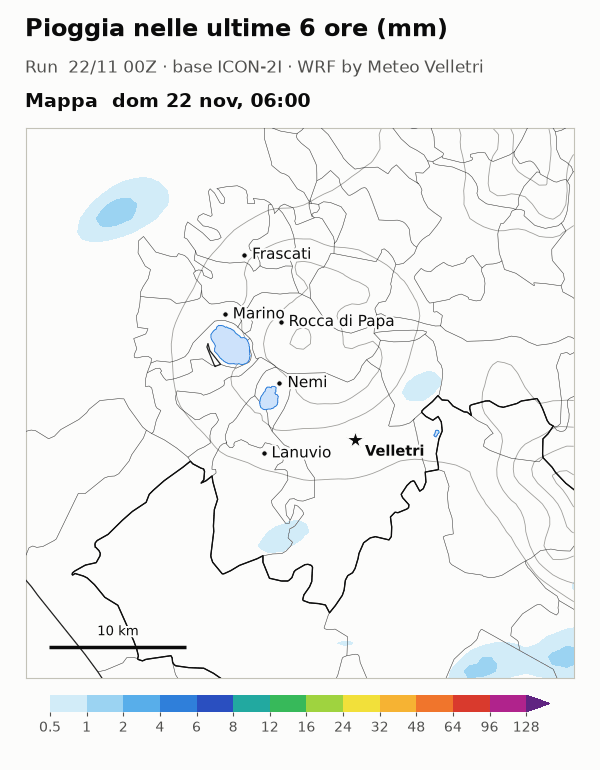 Pioggia nelle ultime 6 ore (mm)
Run  22/11 00Z · base ICON-2I · WRF by Meteo Velletri
Mappa  dom 22 nov, 06:00
Frascati
Marino
Rocca di Papa
Nemi
Velletri
Lanuvio
10 km
0.5 1 2 4 6 8 12 16 24 32 48 64 96 128